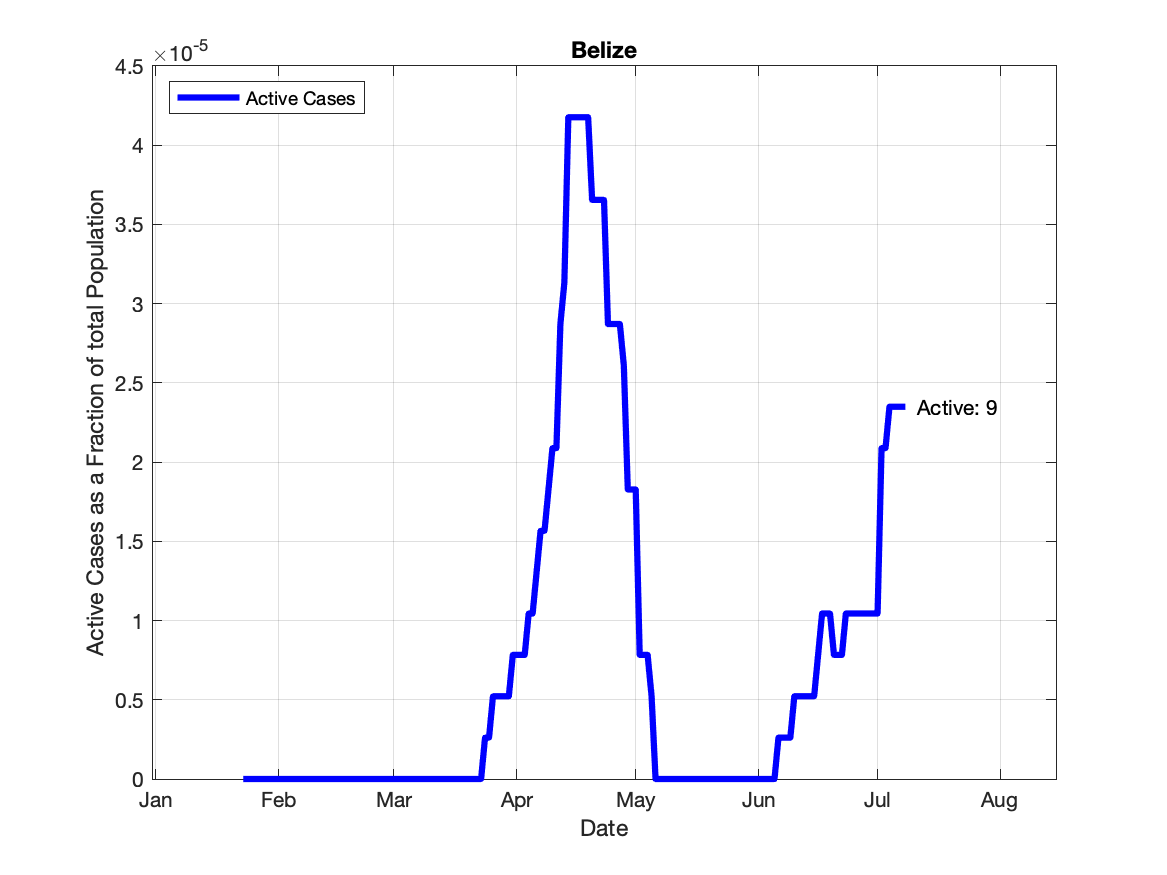 Belize
×10-5
4.5
4
3.5
3
2.5
2
1.5
1
0.5
0
Active Cases
Active: 9
Jan Feb Mar Apr May Jun Jul Aug
Date
Active Cases as a Fraction of total Population